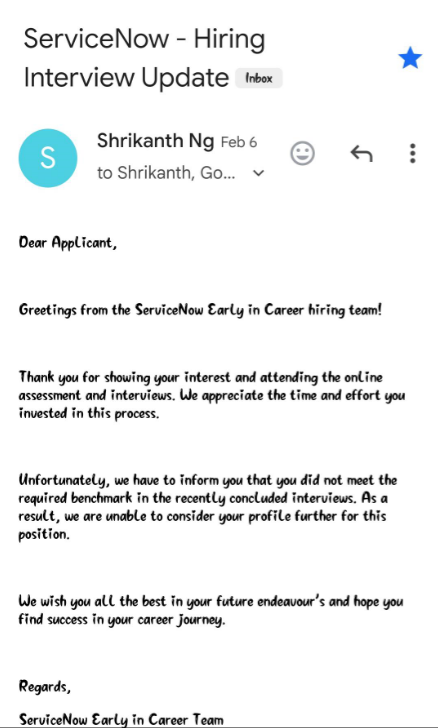 ServiceNow - Hiring
Interview Update Inbox
S
Shrikanth Ng Feb 6
to Shrikanth, Go...
Dear Applicant,
Greetings from the ServiceNow Early in Career hiring team!
Thank you for showing your interest and attending the online
assessment and interviews. We appreciate the time and effort you
invested in this process.
Unfortunately, we have to inform you that you did not meet the
required benchmark in the recently concluded interviews. As a
result, we are unable to consider your profile further for this
position.
We wish you all the best in your future endeavour's and hope you
find success in your career journey.
Regards,
ServiceNow Early in Career Team